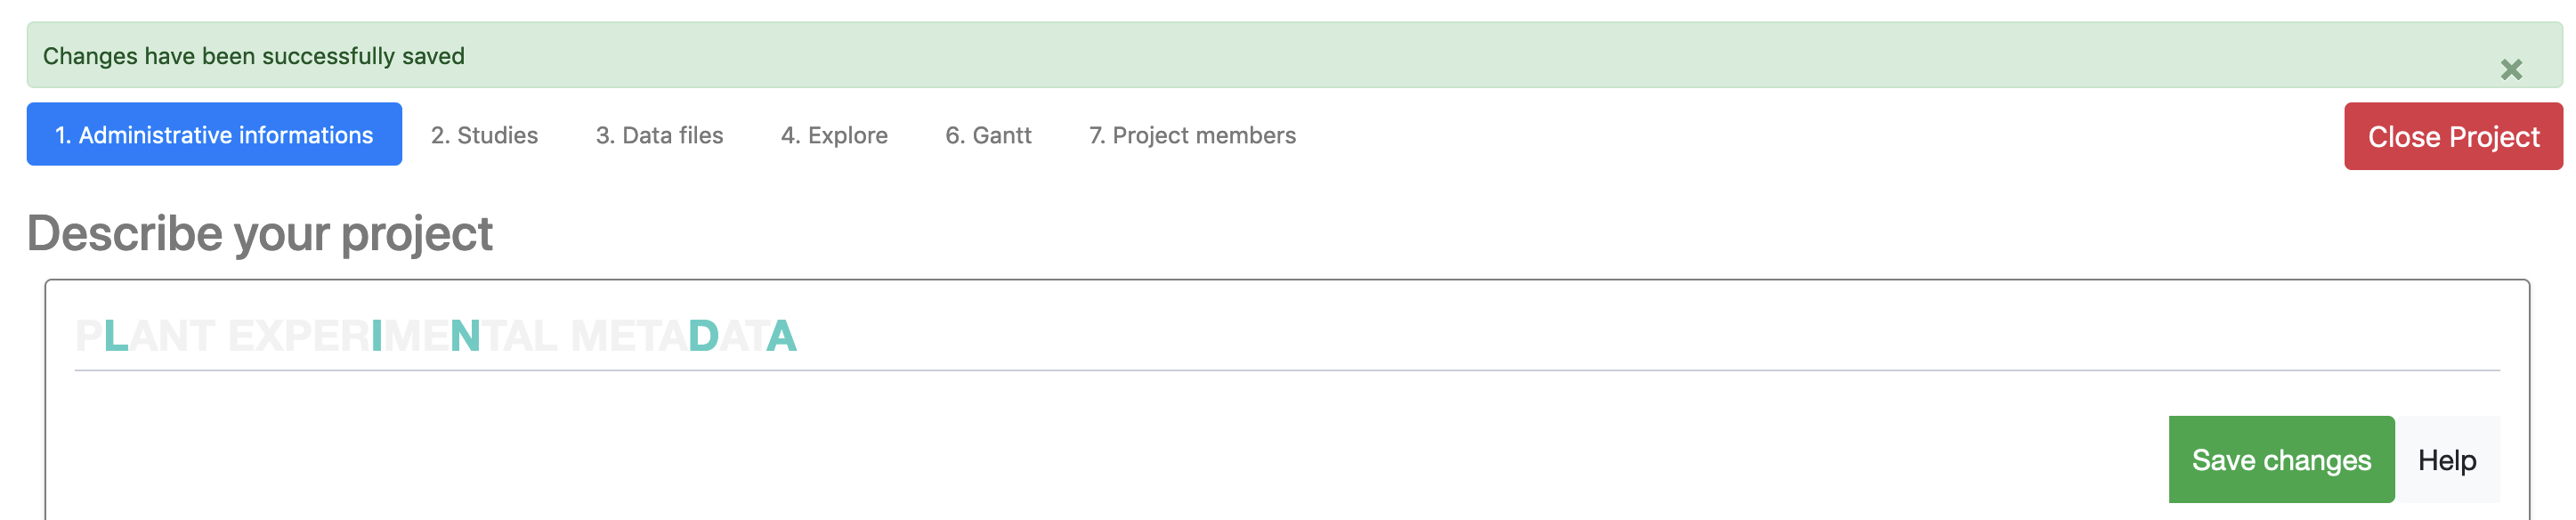 Changes have been successfully saved
×
1. Administrative informations 2. Studies 3. Data files 4. Explore 6. Gantt 7. Project members Close Project
Describe your project
PLANT EXPERIMENTAL METADATA
Save changes Help